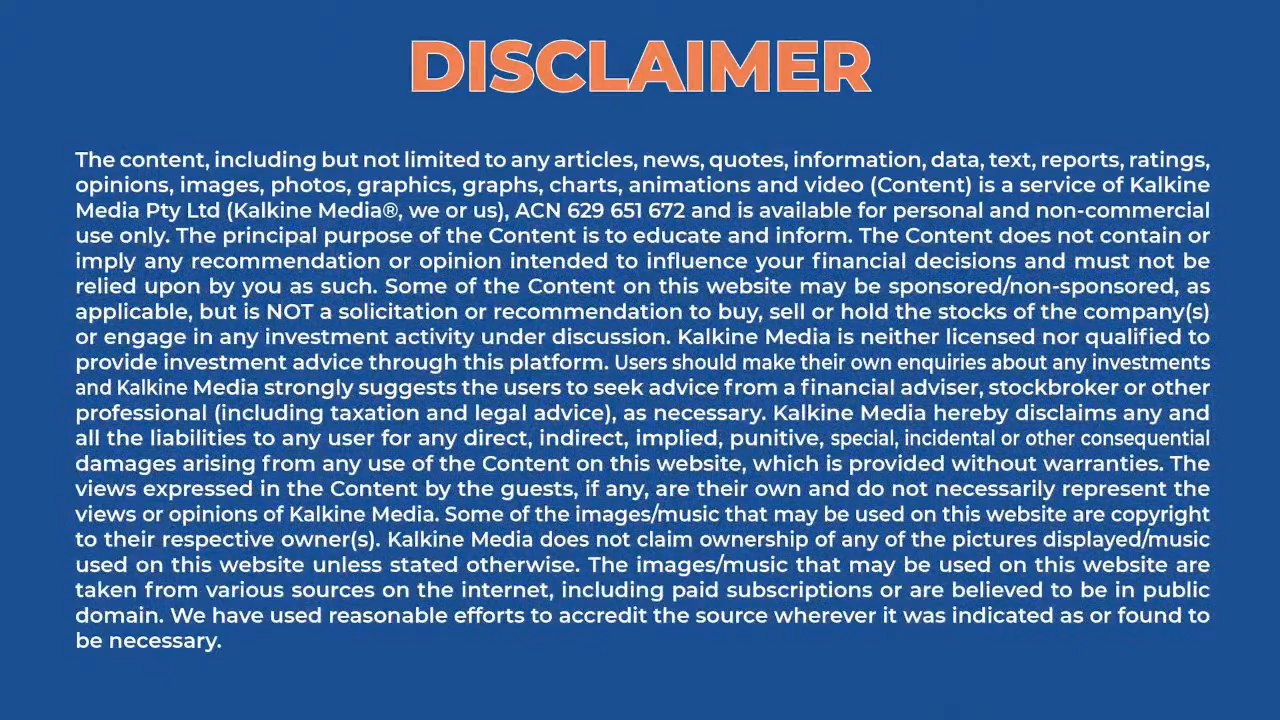 DISCLAIMER
The content, including but not limited to any articles, news, quotes, information, data, text, reports, ratings,
opinions, images, photos, graphics, graphs, charts, animations and video (Content) is a service of Kalkine
Media Pty Ltd (Kalkine Media®, we or us), ACN 629 651 672 and is available for personal and non-commercial
use only. The principal purpose of the Content is to educate and inform. The Content does not contain or
imply any recommendation or opinion intended to influence your financial decisions and must not be
relied upon by you as such. Some of the Content on this website may be sponsored/non-sponsored, as
applicable, but is NOT a solicitation or recommendation to buy, sell or hold the stocks of the company(s)
or engage in any investment activity under discussion. Kalkine Media is neither licensed nor qualified to
provide investment advice through this platform. Users should make their own enquiries about any investments
and Kalkine Media strongly suggests the users to seek advice from a financial adviser, stockbroker or other
professional (including taxation and legal advice), as necessary. Kalkine Media hereby disclaims any and
all the liabilities to any user for any direct, indirect, implied, punitive, special, incidental or other consequential
damages arising from any use of the Content on this website, which is provided without warranties. The
views expressed in the Content by the guests, if any, are their own and do not necessarily represent the
views or opinions of Kalkine Media. Some of the images/music that may be used on this website are copyright
to their respective owner(s). Kalkine Media does not claim ownership of any of the pictures displayed/music
used on this website unless stated otherwise. The images/music that may be used on this website are
taken from various sources on the internet, including paid subscriptions or are believed to be in public
domain. We have used reasonable efforts to accredit the source wherever it was indicated as or found to
be necessary.